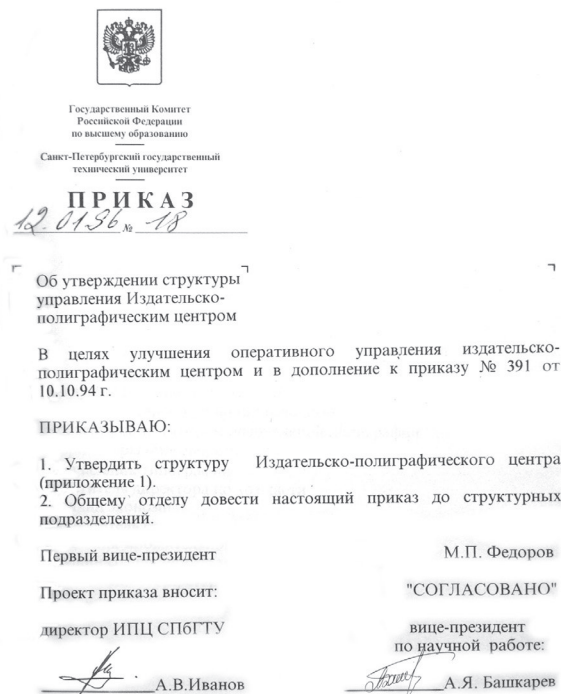 Государственный Комитет
Российской Федерации
по высшему образованию
Санкт-Петербургский государственный
технический университет
ПРИКАЗ
12.01.96 № 18
Об утверждении структуры
управления Издательско-
полиграфическим центром
В целях улучшения оперативного управления издательско-
полиграфическим центром и в дополнение к приказу № 391 от
10.10.94 г.
ПРИКАЗЫВАЮ:
1. Утвердить структуру Издательско-полиграфического центра
(приложение 1).
2. Общему отделу довести настоящий приказ до структурных
подразделений.
Первый вице-президент М.П. Федоров
Проект приказа вносит: "СОГЛАСОВАНО"
директор ИПЦ СПбГТУ вице-президент
по научной работе:
А.В.Иванов А.Я. Башкарев